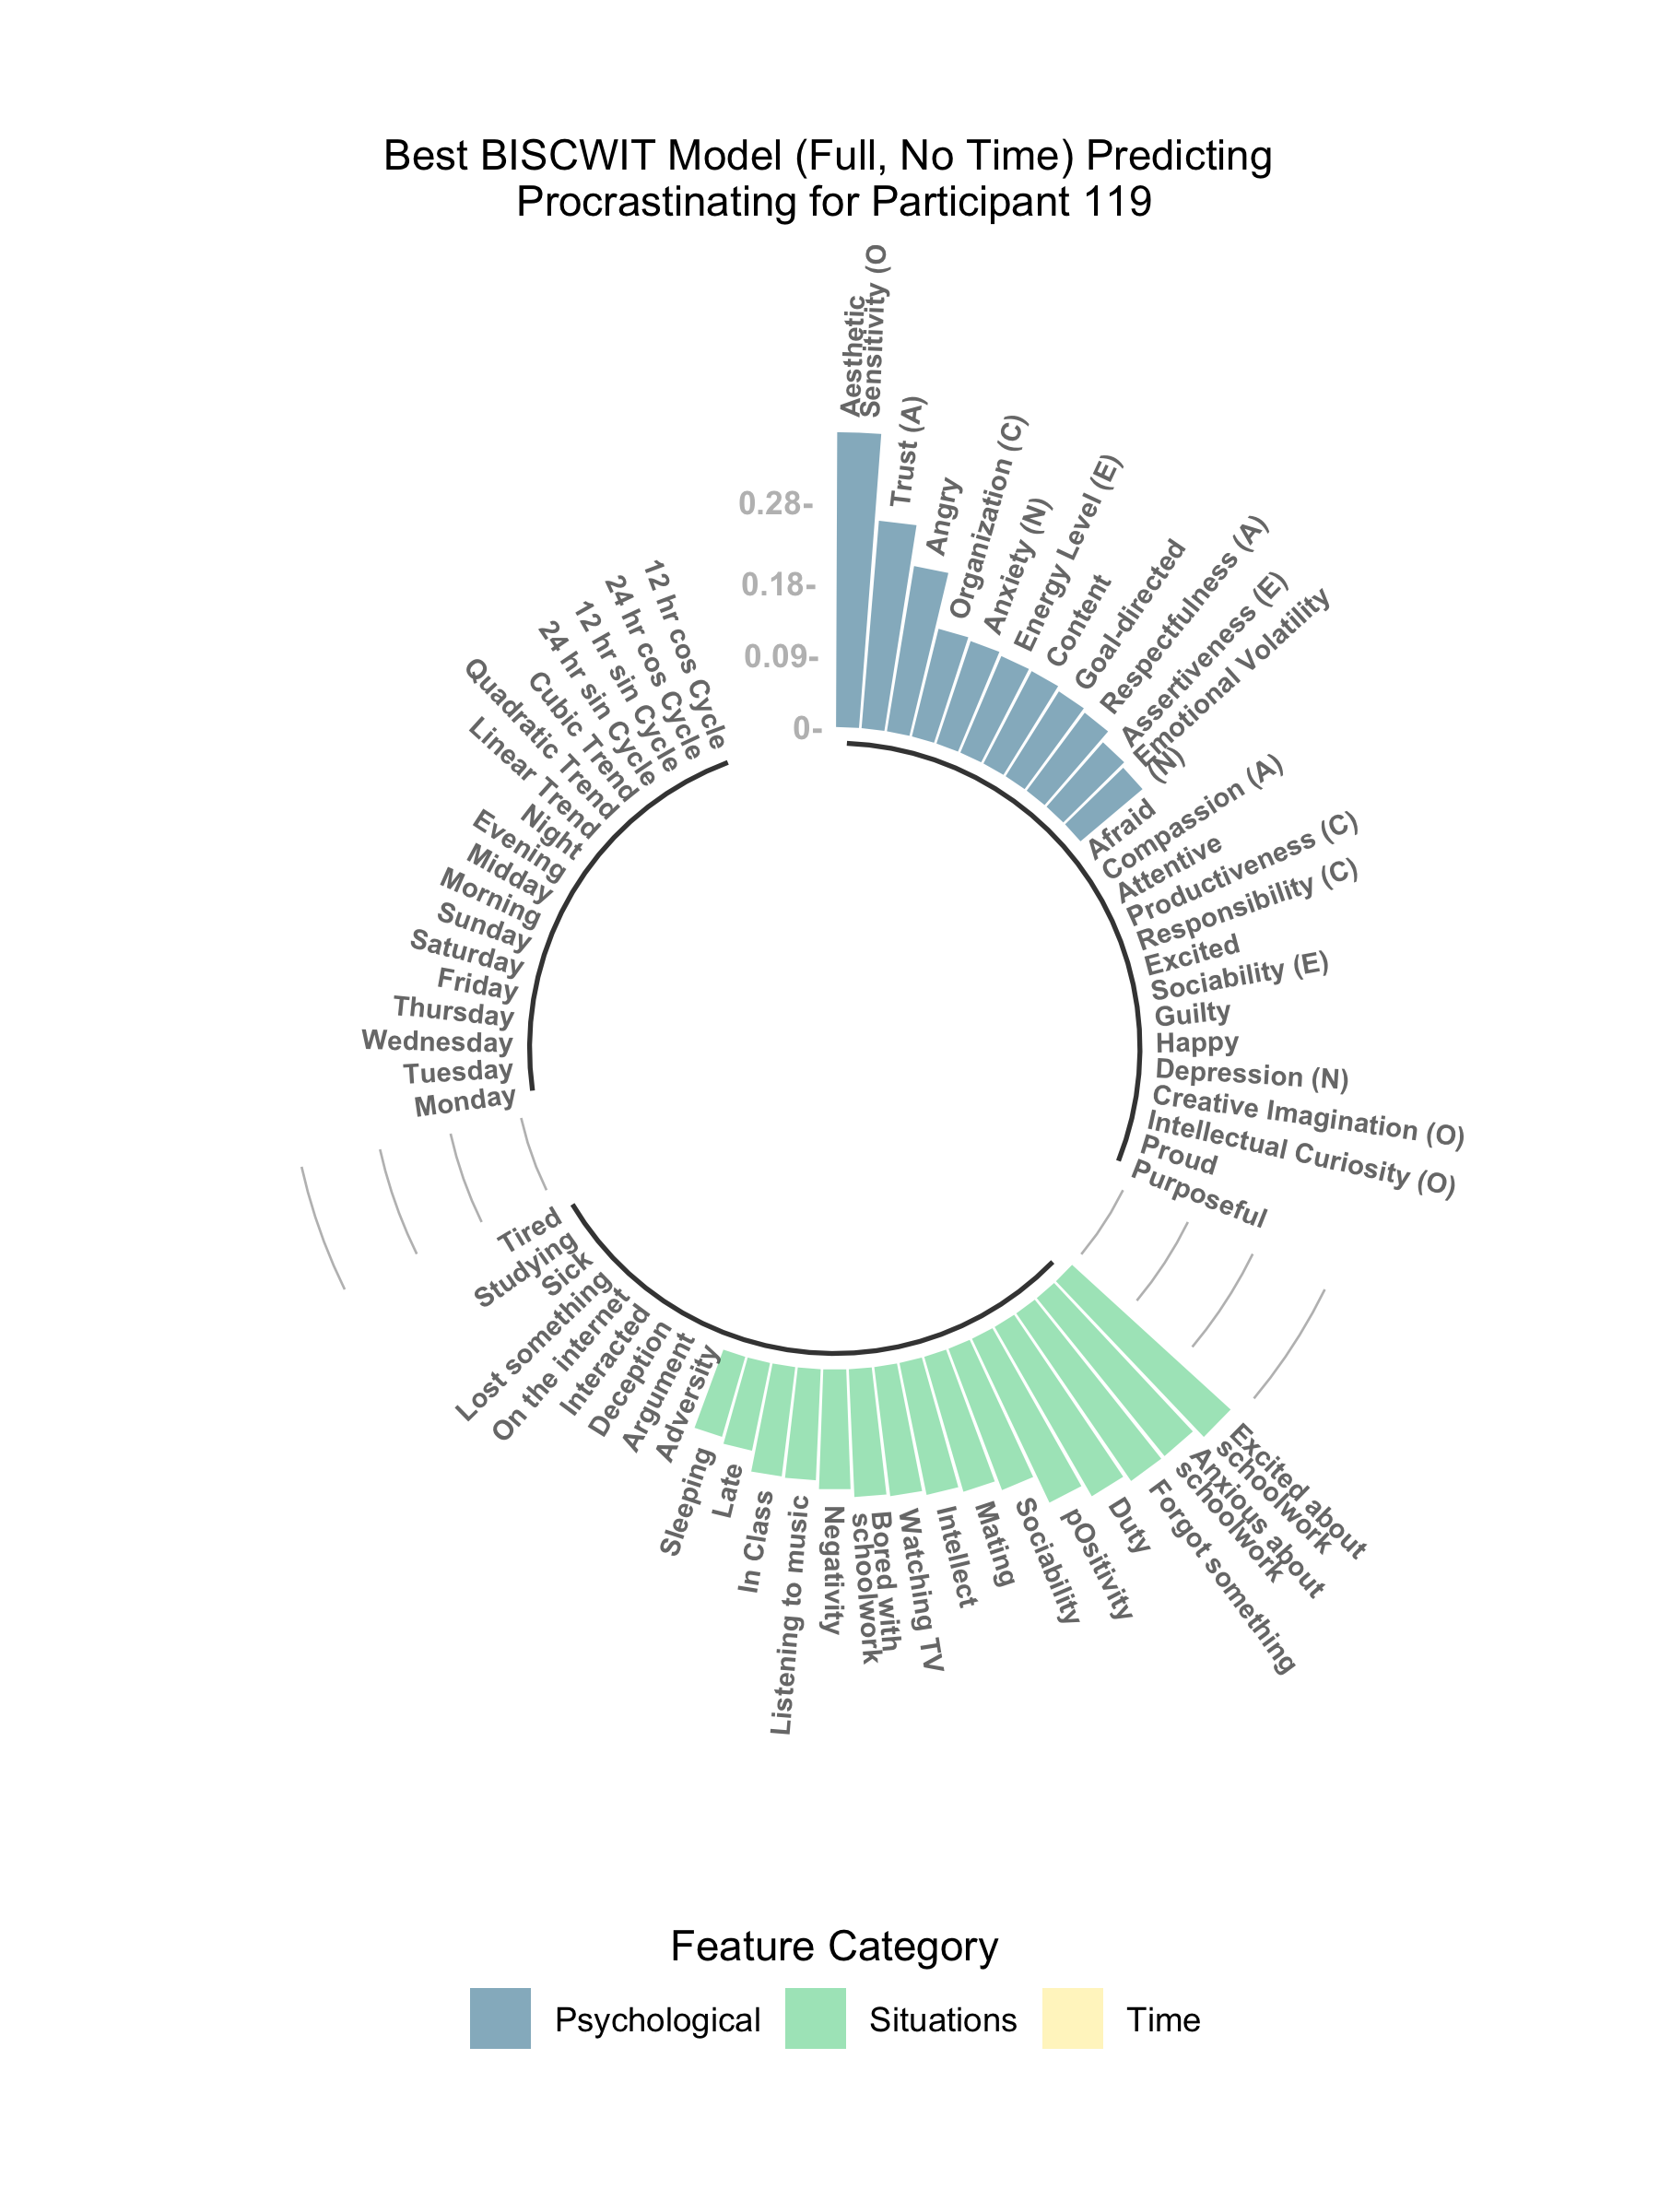 Best BISCWIT Model (Full, No Time) Predicting
Procrastinating for Participant 119
0.28-
0.18-
0.09-
0-
Aesthetic
Sensitivity (O
Trust (A)
Angry
Organization (C)
Anxiety (N)
Energy Level (E)
Content
Goal-directed
Respectfulness (A)
Assertiveness (E)
Emotional Volatility
(N)
Afraid
Compassion (A)
Attentive
Productiveness (C)
Responsibility (C)
Excited
Sociability (E)
Guilty
Happy
Depression (N)
Creative Imagination (O)
Intellectual Curiosity (O)
Proud
Purposeful
Excited about
schoolwork
Anxious about
schoolwork
Forgot something
Duty
pOsitivity
Sociability
Mating
Intellect
Watching TV
Bored with
schoolwork
Negativity
Listening to music
In Class
Late
Sleeping
Adversity
Argument
Deception
Interacted
On the internet
Lost something
Sick
Studying
Tired
Monday
Tuesday
Wednesday
Thursday
Friday
Saturday
Sunday
Morning
Midday
Evening
Night
Linear Trend
Quadratic Trend
Cubic Trend
24 hr sin Cycle
12 hr sin Cycle
24 hr cos Cycle
12 hr cos Cycle
Feature Category
Psychological
Situations
Time